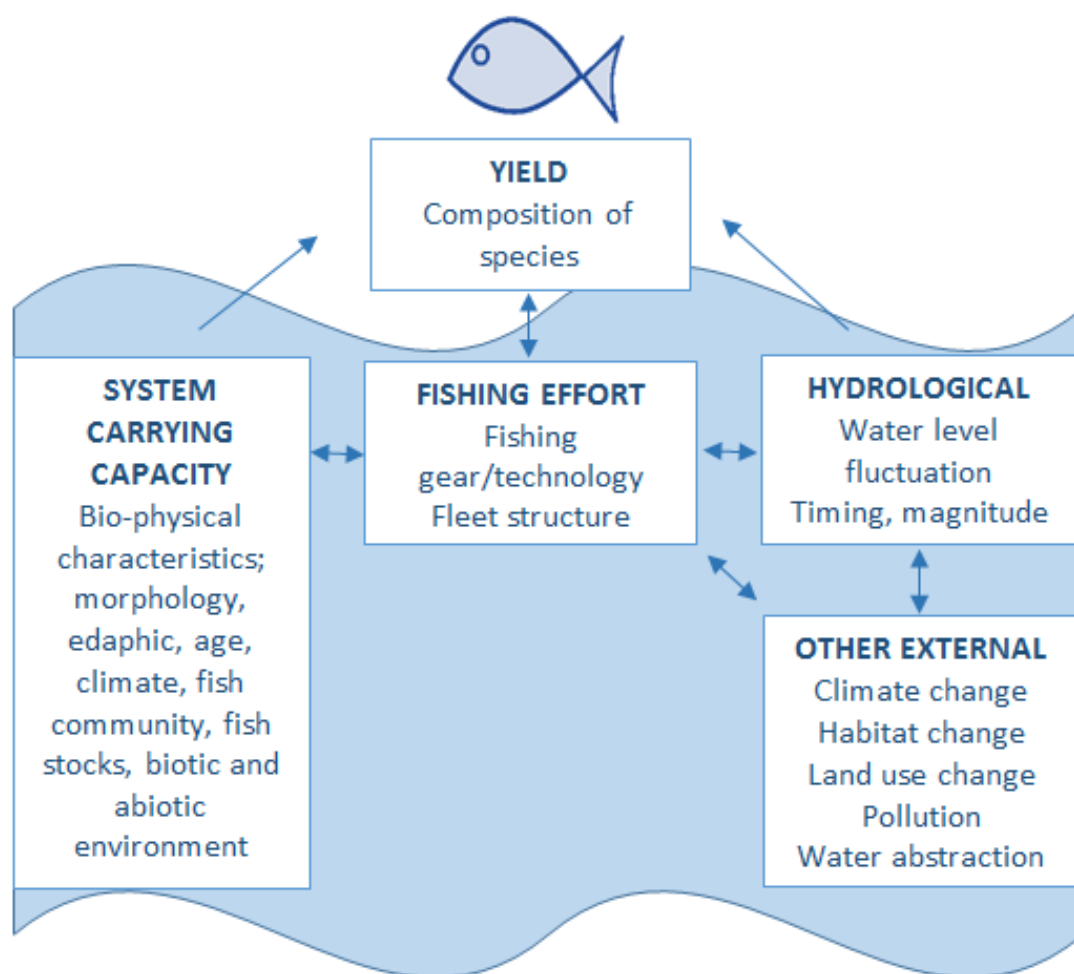 YIELD
Composition of
species
SYSTEM
CARRYING
CAPACITY
Bio-physical
characteristics;
morphology,
edaphic, age,
climate, fish
community, fish
stocks, biotic and
abiotic
environment
FISHING EFFORT
Fishing
gear/technology
Fleet structure
HYDROLOGICAL
Water level
fluctuation
Timing, magnitude
OTHER EXTERNAL
Climate change
Habitat change
Land use change
Pollution
Water abstraction